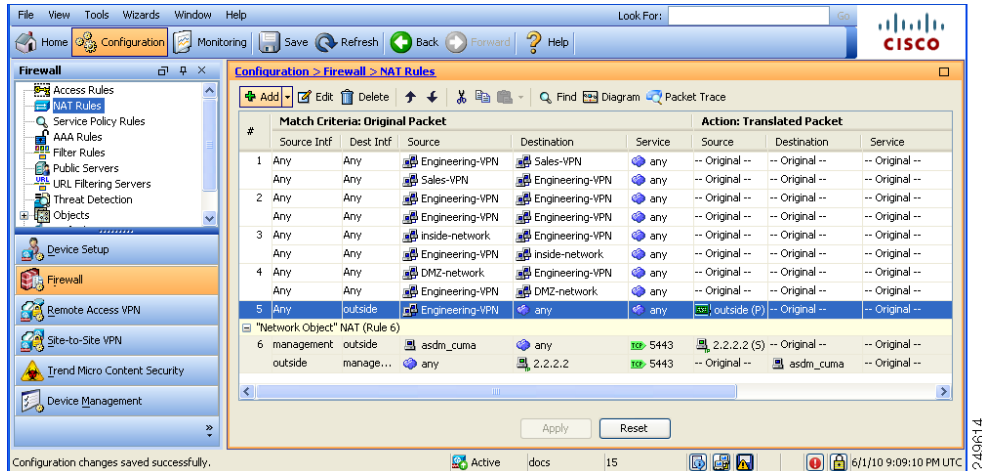 File View Tools Wizards Window Help Look For: Go
Home Configuration Monitoring Save Refresh Back Forward Help
CISCO
Firewall
Access Rules
NAT Rules
Service Policy Rules
AAA Rules
Filter Rules
Public Servers
URL Filtering Servers
Threat Detection
Objects
Device Setup
Firewall
Remote Access VPN
Site-to-Site VPN
Trend Micro Content Security
Device Management
Configuration > Firewall > NAT Rules
Add Edit Delete Find Diagram Packet Trace
# Match Criteria: Original Packet Action: Translated Packet
Source Intf Dest Intf Source Destination Service Source Destination Service
1 Any Any Engineering-VPN Sales-VPN any -- Original -- -- Original -- -- Original --
Any Any Sales-VPN Engineering-VPN any -- Original -- -- Original -- -- Original --
2 Any Any Engineering-VPN Engineering-VPN any -- Original -- -- Original -- -- Original --
Any Any Engineering-VPN Engineering-VPN any -- Original -- -- Original -- -- Original --
3 Any Any inside-network Engineering-VPN any -- Original -- -- Original -- -- Original --
Any Any Engineering-VPN inside-network any -- Original -- -- Original -- -- Original --
4 Any Any DMZ-network Engineering-VPN any -- Original -- -- Original -- -- Original --
Any Any Engineering-VPN DMZ-network any -- Original -- -- Original -- -- Original --
5 Any outside Engineering-VPN any any outside (P) -- Original -- -- Original --
"Network Object" NAT (Rule 6)
6 management outside asdm_cuma any TCP 5443 2.2.2.2 (S) -- Original -- -- Original --
outside manage... any 2.2.2.2 TCP 5443 -- Original -- asdm_cuma -- Original --
Apply Reset
Configuration changes saved successfully. Active docs 15 6/1/10 9:09:10 PM UTC
249614